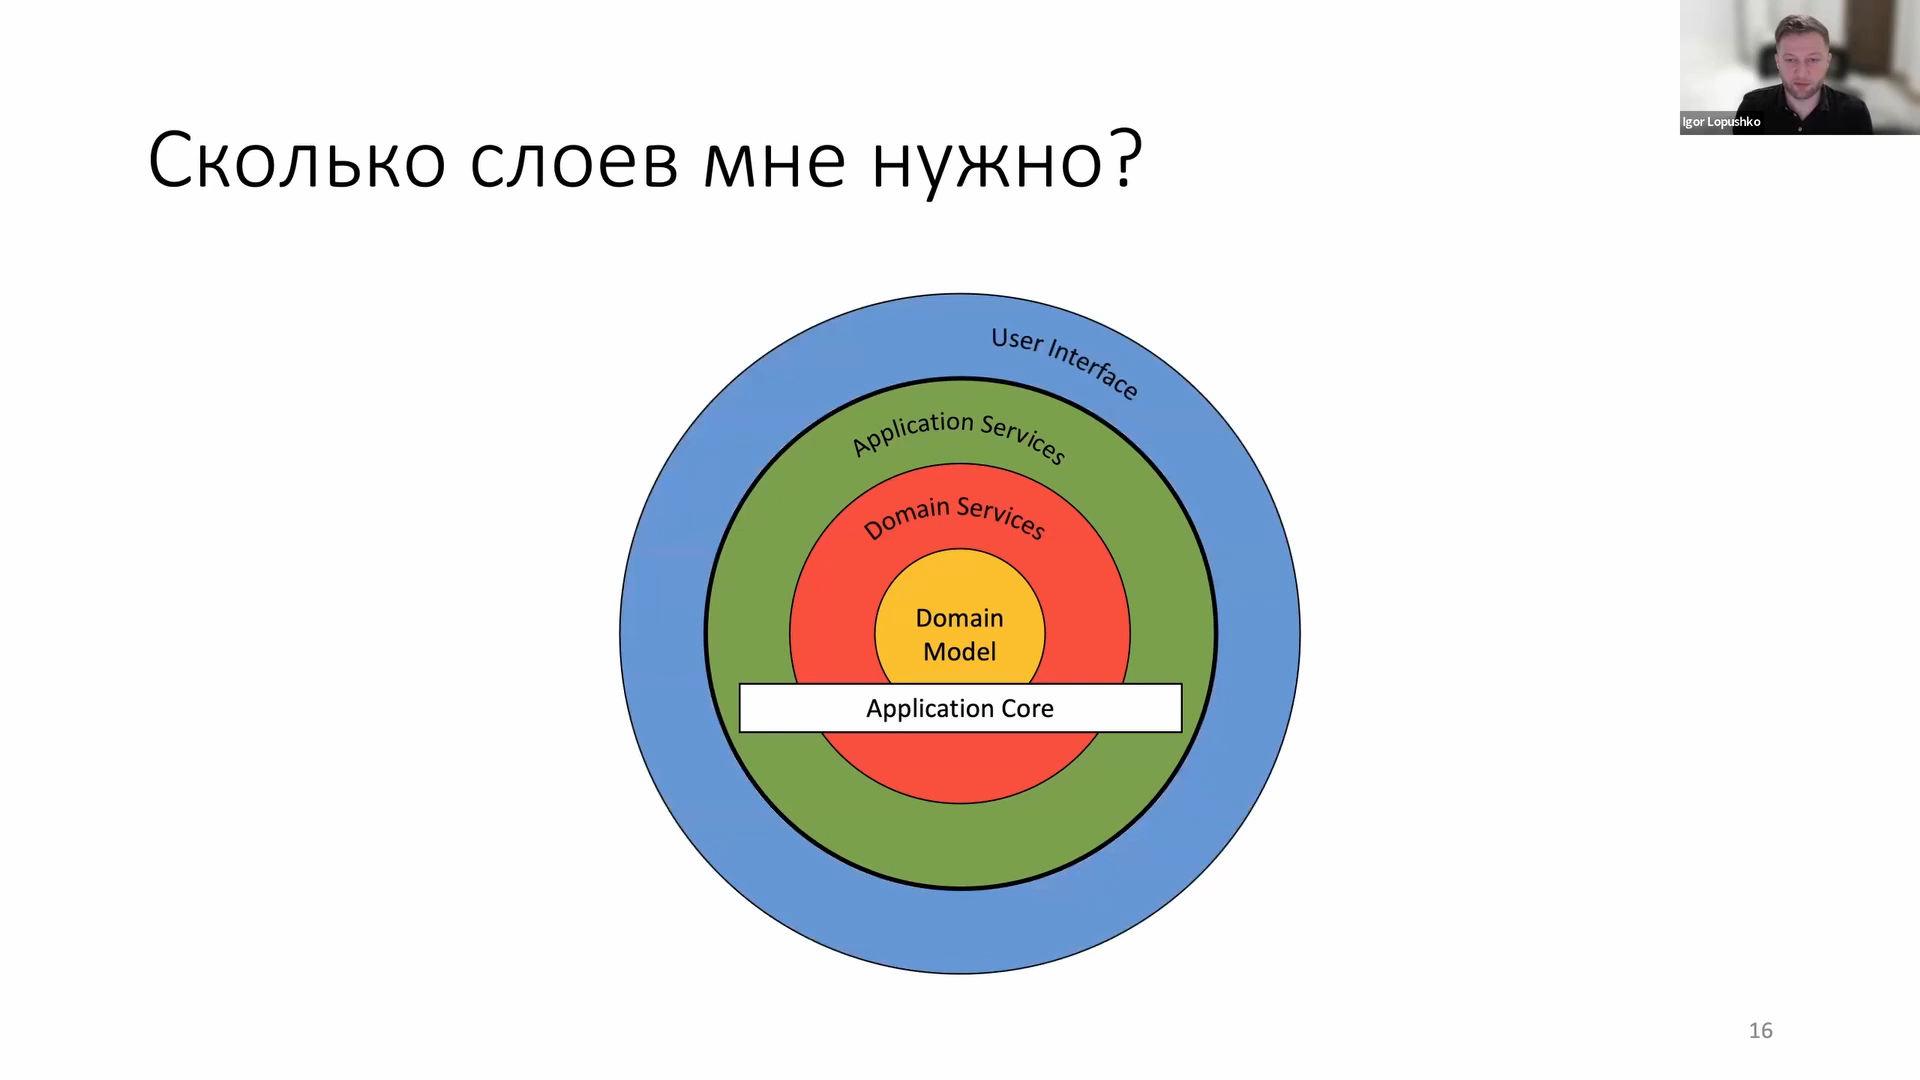 Igor Lopushko
Сколько слоев мне нужно?
User Interface
Application Services
Domain Services
Domain
Model
Application Core
16